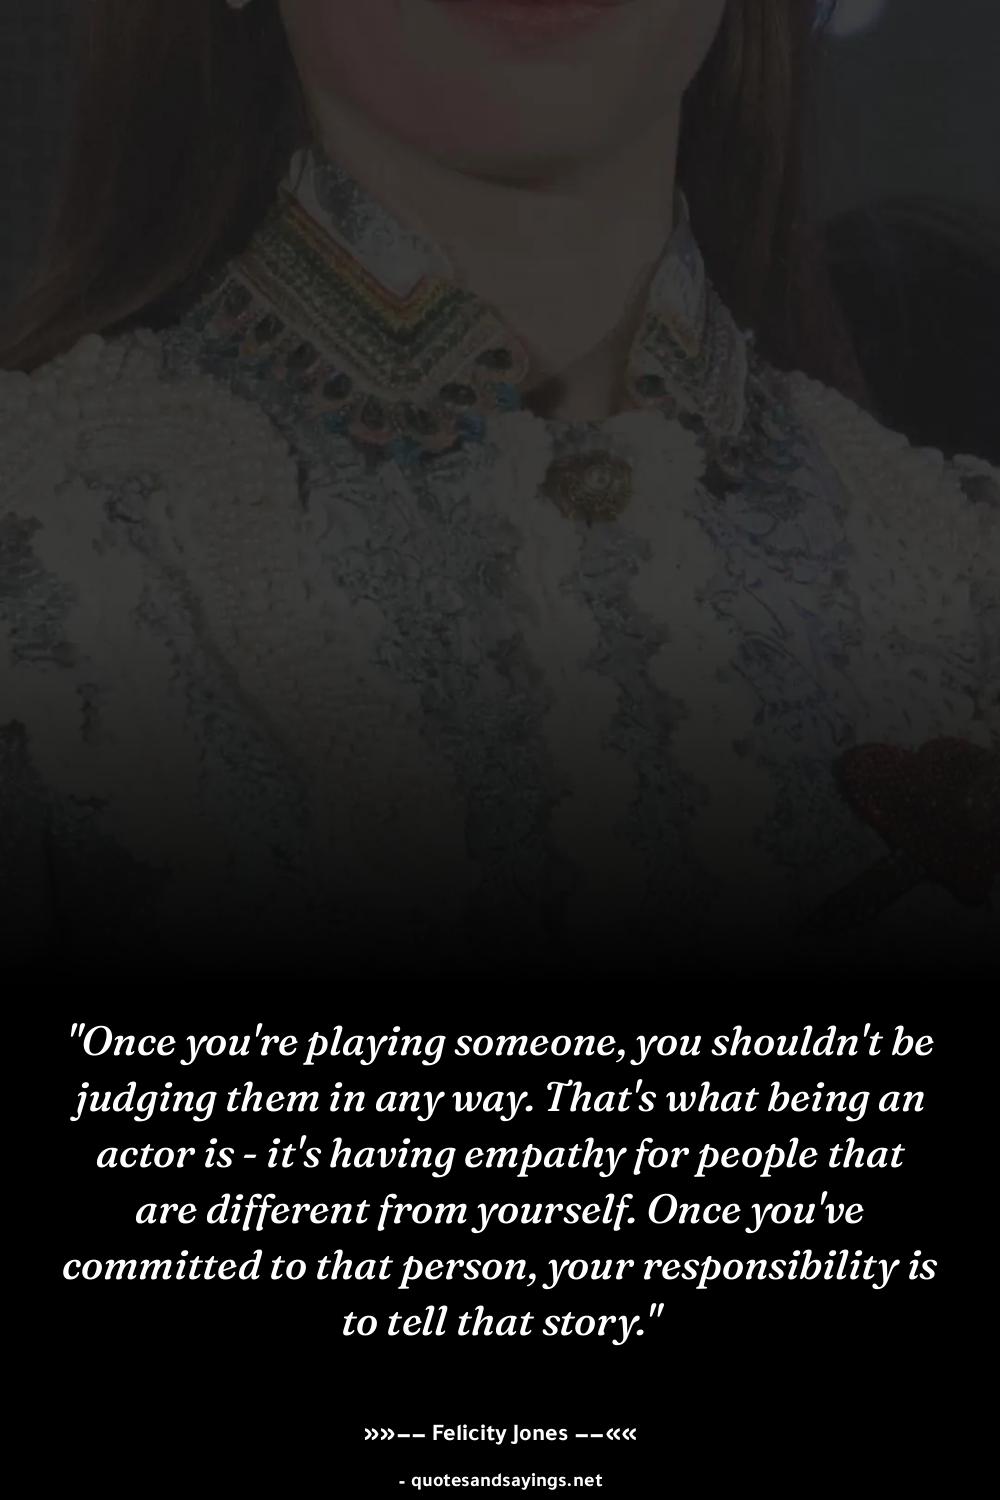 "Once you're playing someone, you shouldn't be
judging them in any way. That's what being an
actor is - it's having empathy for people that
are different from yourself. Once you've
committed to that person, your responsibility is
to tell that story."
»»−− Felicity Jones −−««
- quotesandsayings.net